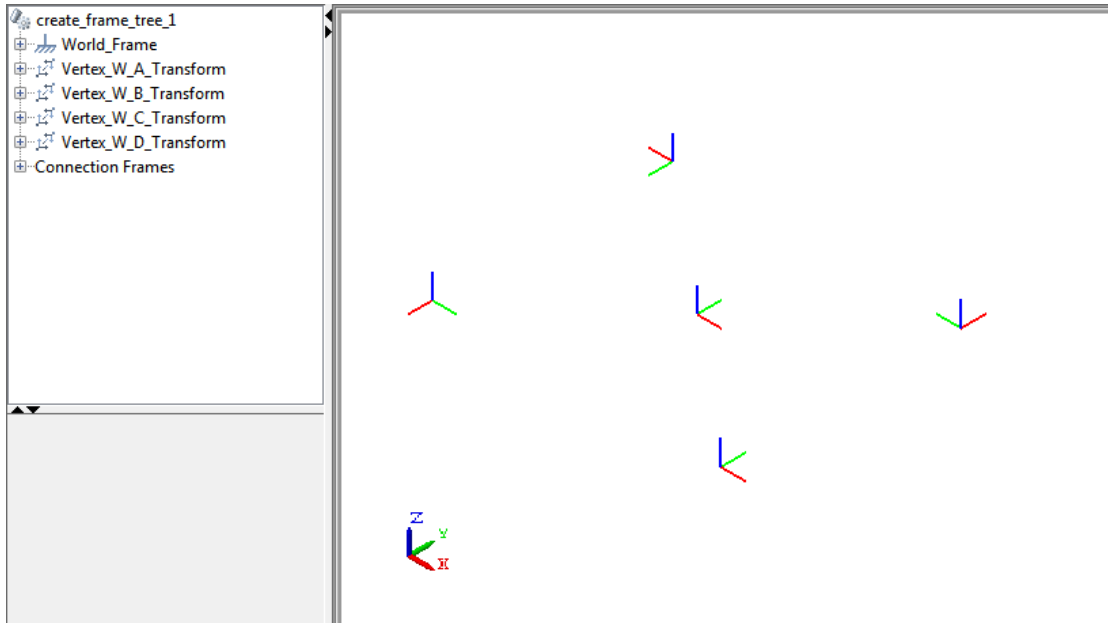 create_frame_tree_1
World_Frame
Vertex_W_A_Transform
Vertex_W_B_Transform
Vertex_W_C_Transform
Vertex_W_D_Transform
Connection Frames
Z
Y
X